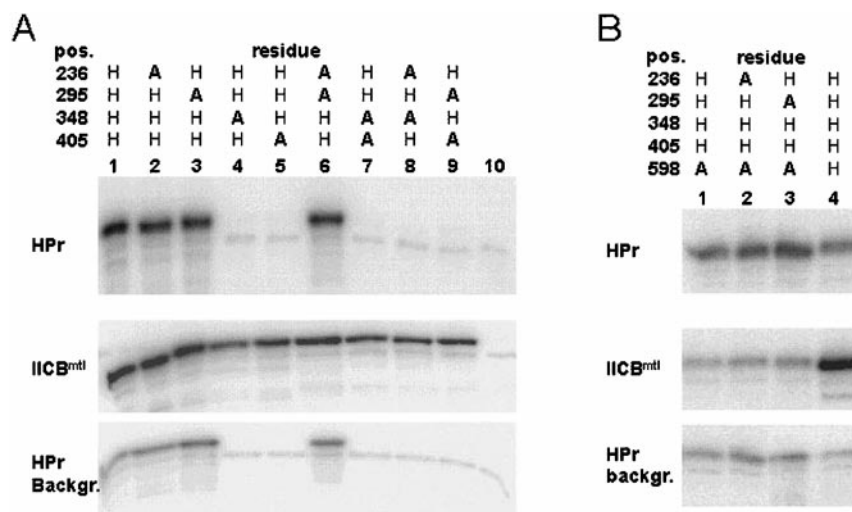 A
pos. residue
236 H A H H H A H A H
295 H H A H H A H H A
348 H H H A H H A A H
405 H H H H A H A H A
1 2 3 4 5 6 7 8 9 10
HPr
IICBmtl
HPr
Backgr.
B
pos. residue
236 H A H H
295 H H A H
348 H H H H
405 H H H H
598 A A A H
1 2 3 4
HPr
IICBmtl
HPr
backgr.